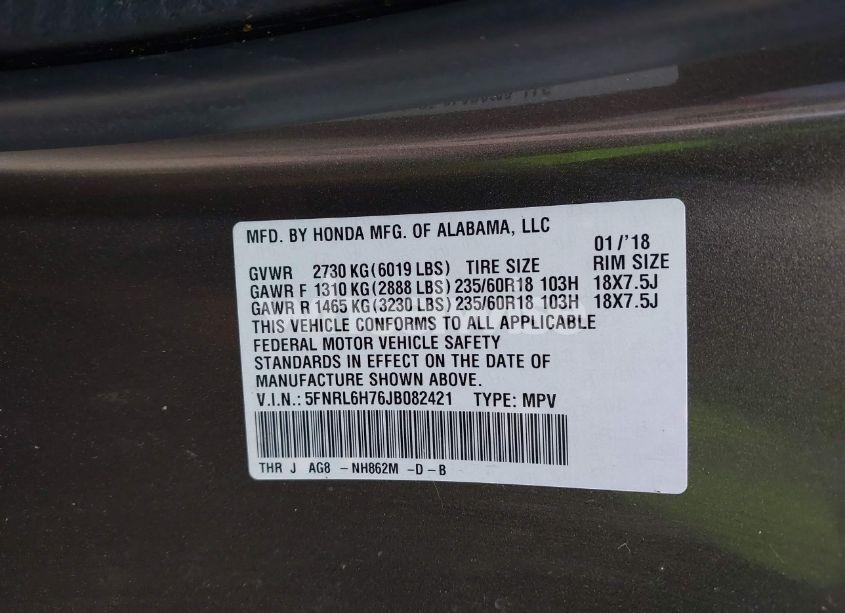 MFD. BY HONDA MFG. OF ALABAMA, LLC
01/'18
GVWR 2730 KG(6019 LBS) TIRE SIZE RIM SIZE
GAWR F 1310 KG(2888 LBS) 235/60R18 103H 18X7.5J
GAWR R 1465 KG(3230 LBS) 235/60R18 103H 18X7.5J
THIS VEHICLE CONFORMS TO ALL APPLICABLE
FEDERAL MOTOR VEHICLE SAFETY
STANDARDS IN EFFECT ON THE DATE OF
MANUFACTURE SHOWN ABOVE.
V.I.N.: 5FNRL6H76JB082421 TYPE: MPV
THR J AG8 -NH862M -D-B